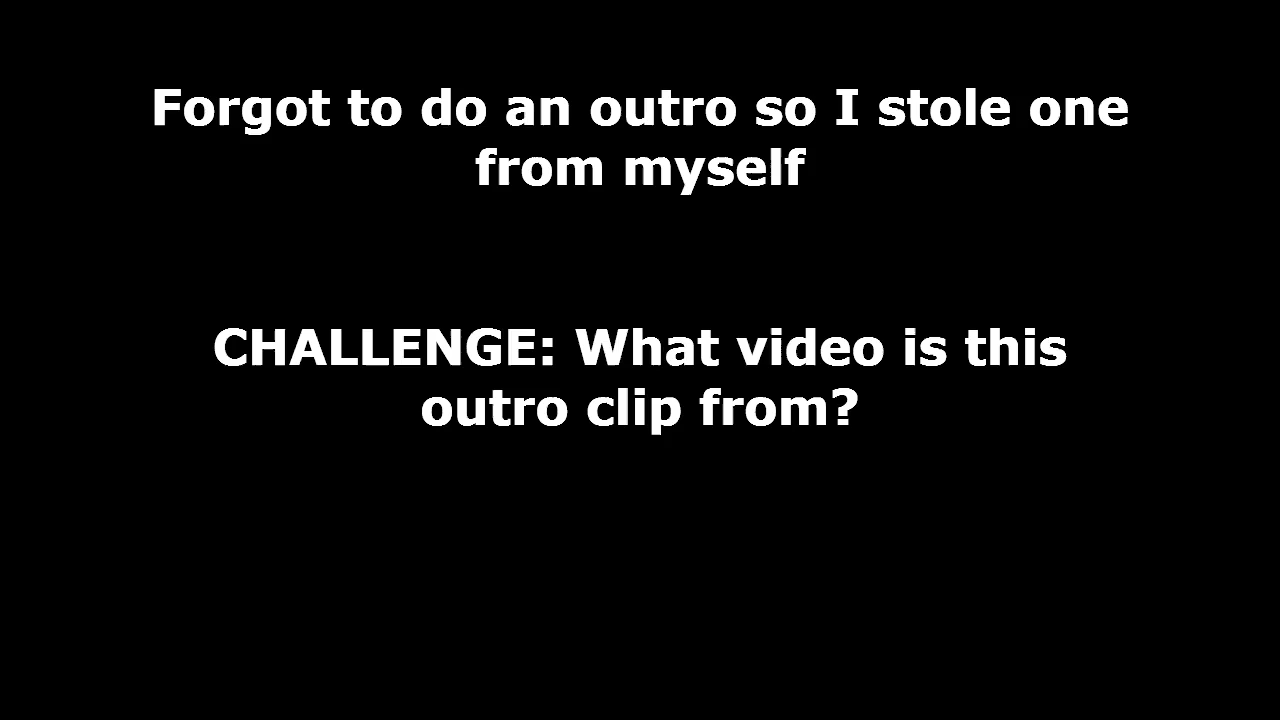 Forgot to do an outro so I stole one
from myself
CHALLENGE: What video is this
outro clip from?